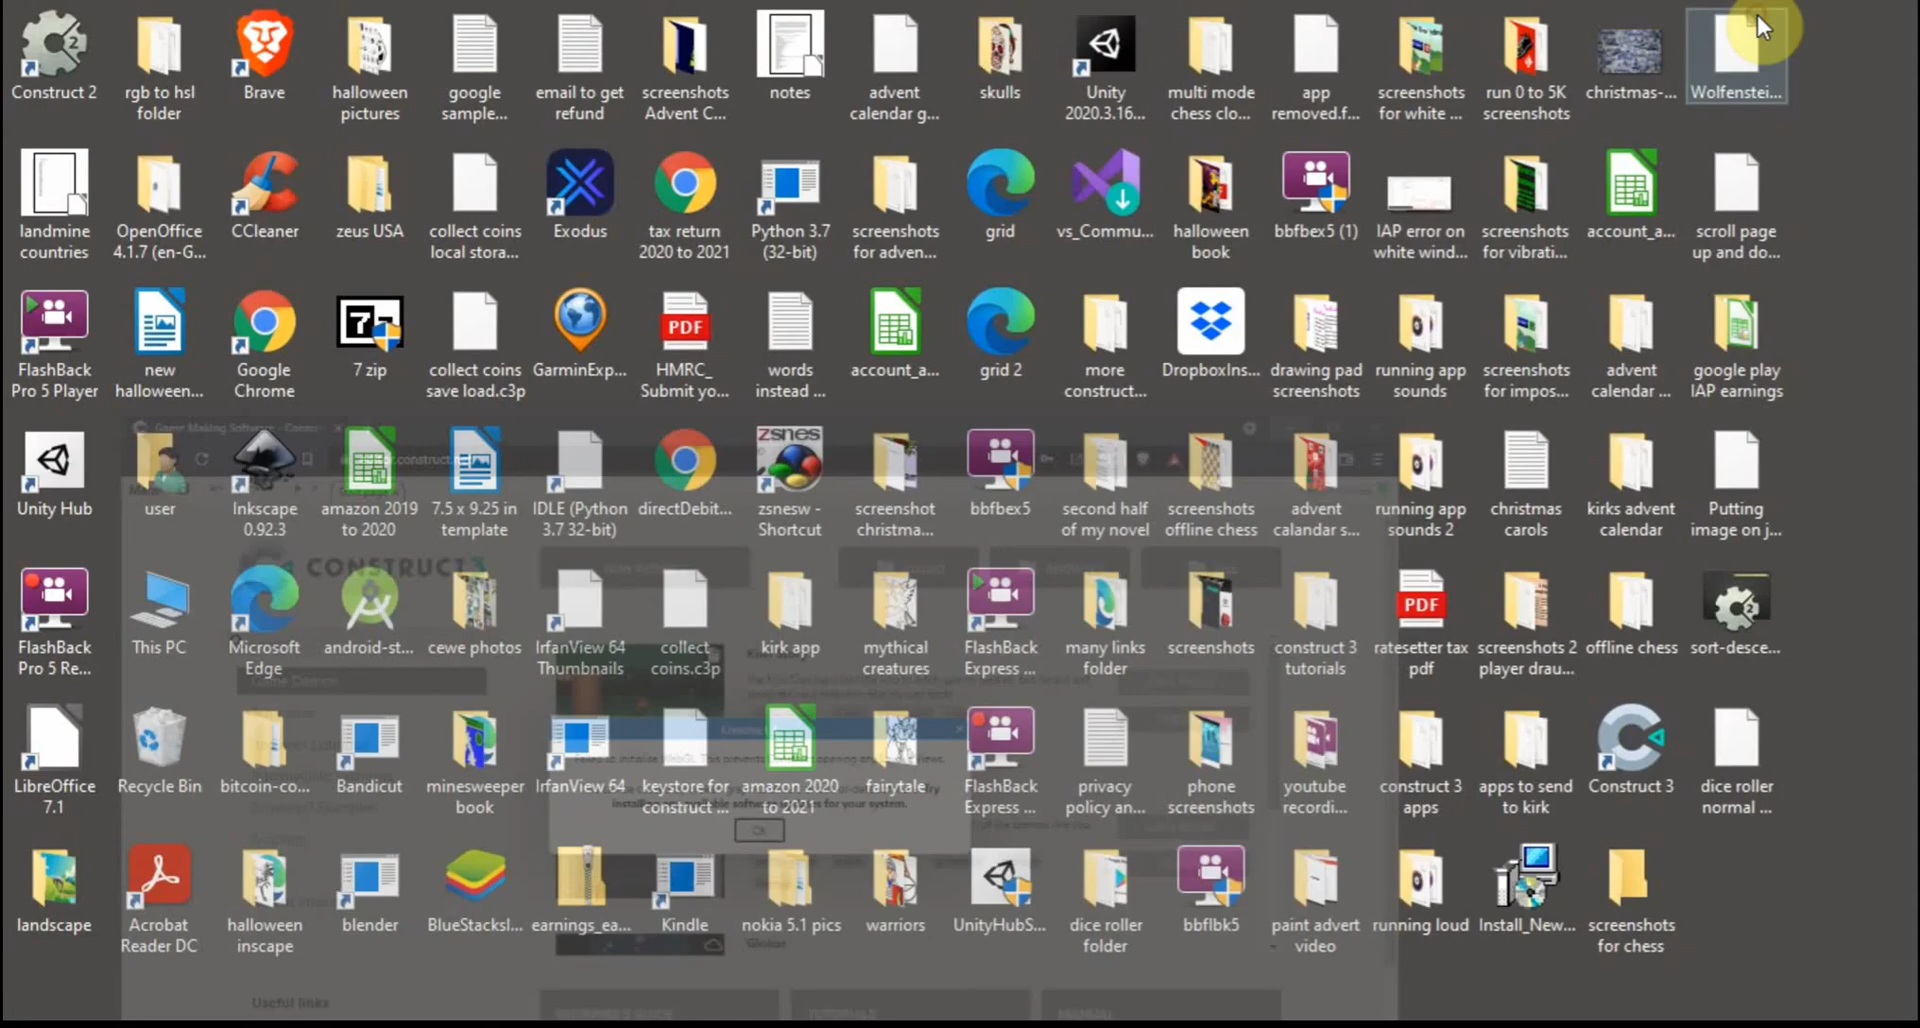 Construct 2
rgb to hsl
folder
Brave
halloween
pictures
google
sample...
email to get
refund
screenshots
Advent C...
notes
advent
calendar g...
skulls
Unity
2020.3.16...
multi mode
chess clo...
app
removed.f...
screenshots
for white ...
run 0 to 5K
screenshots
christmas-...
Wolfenstei...
landmine
countries
OpenOffice
4.1.7 (en-G...
CCleaner
zeus USA
collect coins
local stora...
Exodus
tax return
2020 to 2021
Python 3.7
(32-bit)
screenshots
for adven...
grid
vs_Commu...
halloween
book
bbfbex5 (1)
IAP error on
white wind...
screenshots
for vibrati...
account_a...
scroll page
up and do...
FlashBack
Pro 5 Player
new
halloween...
Google
Chrome
7 zip
collect coins
save load.c3p
GarminExp...
PDF
HMRC_
Submit yo...
words
instead ...
account_a...
grid 2
more
construct...
DropboxIns...
drawing pad
screenshots
running app
sounds
screenshots
for impos...
advent
calendar ...
google play
IAP earnings
Unity Hub
user
Inkscape
0.92.3
amazon 2019
to 2020
7.5 x 9.25 in
template
IDLE (Python
3.7 32-bit)
directDebit...
zsnes
zsnesw -
Shortcut
screenshot
christma...
bbfbex5
second half
of my novel
screenshots
offline chess
advent
calandar s...
running app
sounds 2
christmas
carols
kirks advent
calendar
Putting
image on j...
CONSTRUCT 3
FlashBack
Pro 5 Re...
This PC
Microsoft
Edge
android-st...
cewe photos
IrfanView 64
Thumbnails
collect
coins.c3p
kirk app
mythical
creatures
FlashBack
Express ...
many links
folder
screenshots
construct 3
tutorials
PDF
ratesetter tax
pdf
screenshots 2
player drau...
offline chess
sort-desce...
LibreOffice
7.1
Recycle Bin
bitcoin-co...
Bandicut
minesweeper
book
IrfanView 64
keystore for
construct ...
amazon 2020
to 2021
fairytale
FlashBack
Express ...
privacy
policy an...
phone
screenshots
youtube
recordi...
construct 3
apps
apps to send
to kirk
Construct 3
dice roller
normal ...
Ok
landscape
Acrobat
Reader DC
halloween
inscape
blender
BlueStacksI...
earnings_ea...
Kindle
nokia 5.1 pics
warriors
UnityHubS...
dice roller
folder
bbflbk5
paint advert
video
running loud
Install_New...
screenshots
for chess
Useful links
TUTORIALS
MANUAL